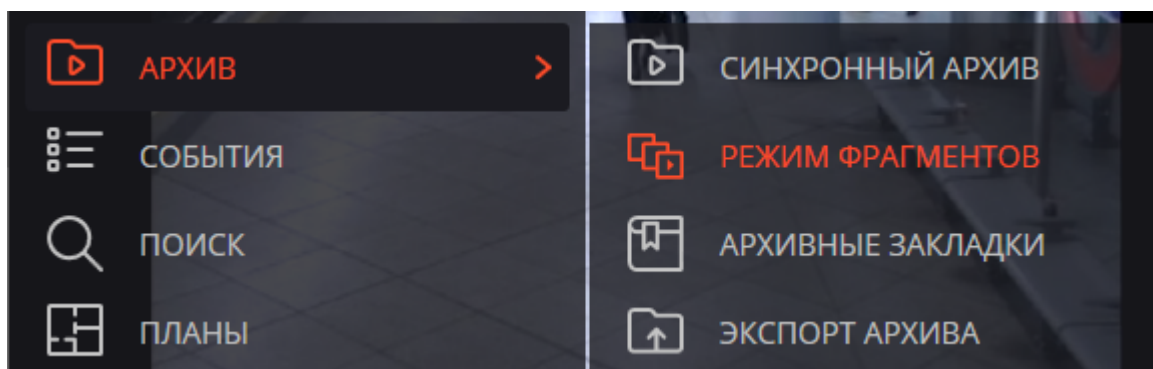 АРХИВ
СОБЫТИЯ
ПОИСК
ПЛАНЫ
СИНХРОННЫЙ АРХИВ
РЕЖИМ ФРАГМЕНТОВ
АРХИВНЫЕ ЗАКЛАДКИ
ЭКСПОРТ АРХИВА